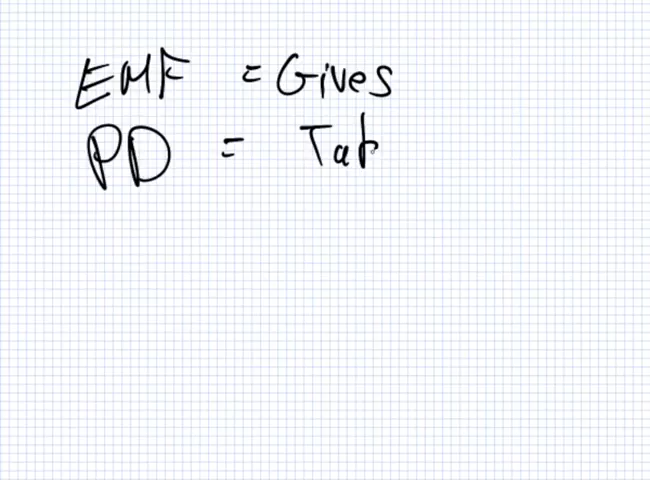 EMF = Gives
PD = Tak